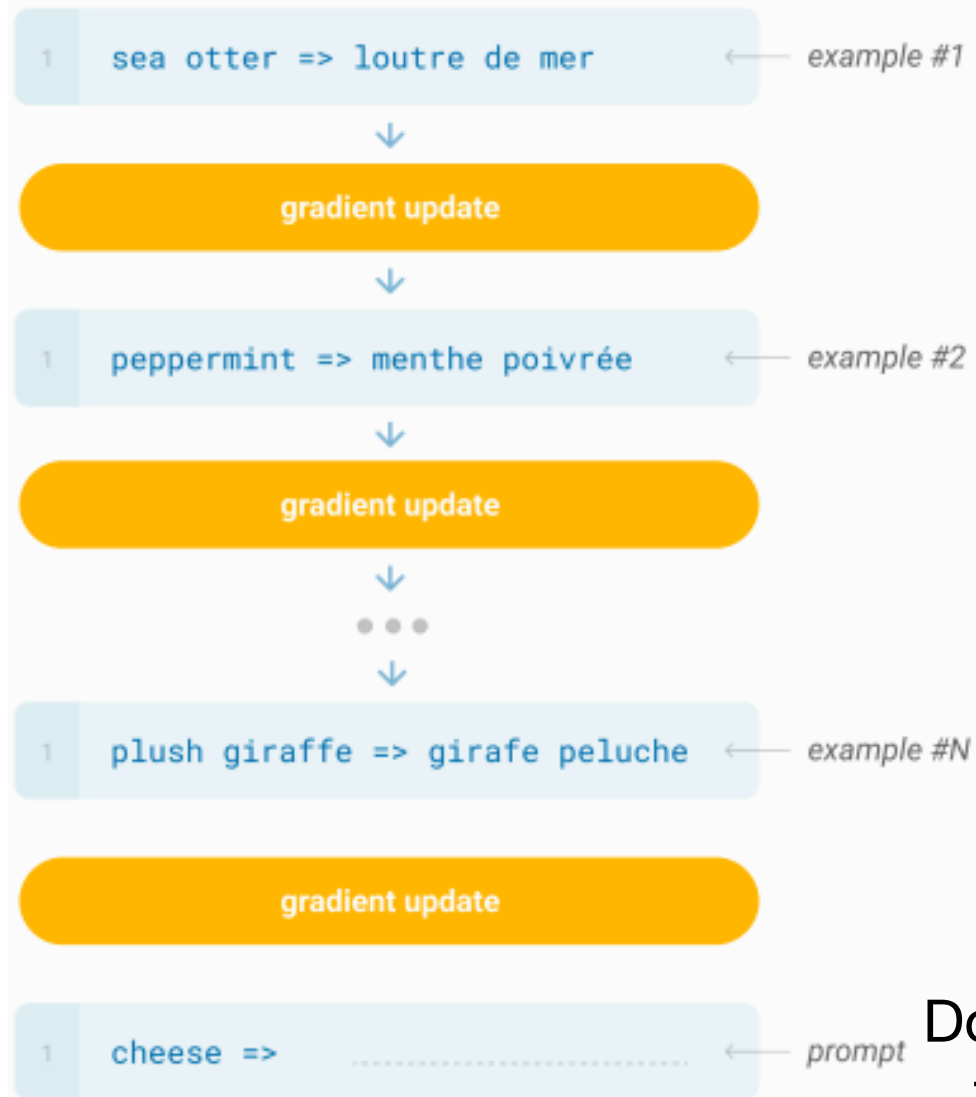 1 sea otter => loutre de mer example #1
gradient update
1 peppermint => menthe poivrée example #2
gradient update
1 plush giraffe => girafe peluche example #N
gradient update
1 cheese => prompt